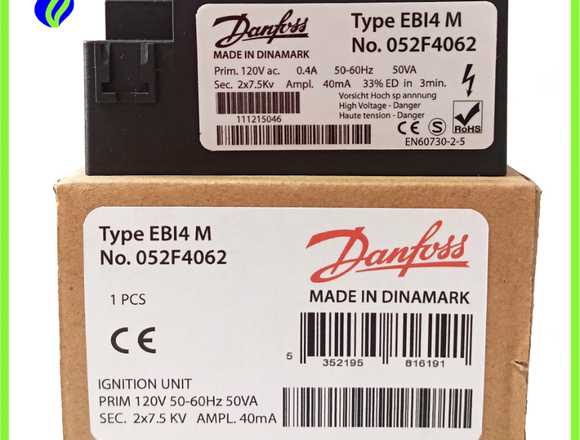 Danfoss
MADE IN DINAMARK
Type EBI4 M
No. 052F4062
Prim. 120V ac. 0.4A 50-60Hz 50VA
Sec. 2x7.5Kv Ampl. 40mA 33% ED in 3min.
111215046
Vorsicht Hoch sp annnung
High Voltage - Danger
Haute tension - Danger
CE
RoHS
EN60730-2-5
Type EBI4 M
No. 052F4062
1 PCS
CE
IGNITION UNIT
PRIM 120V 50-60Hz 50VA
SEC. 2x7.5 KV AMPL. 40mA
Danfoss
MADE IN DINAMARK
5 352195 816191